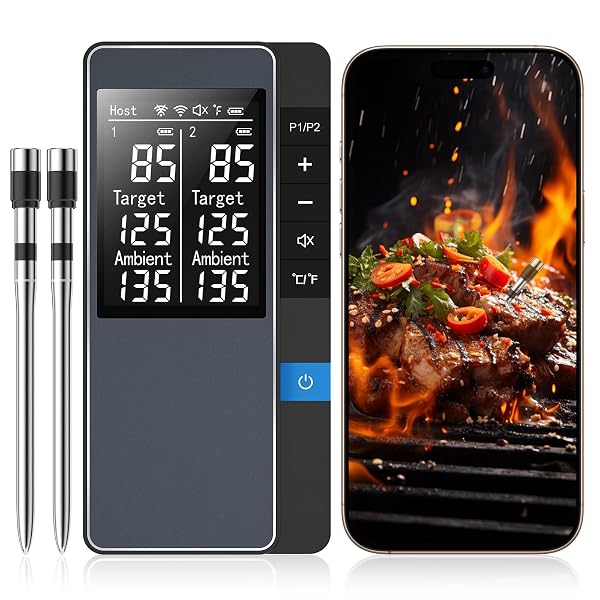 Host °F
1 2
85 85
Target Target
125 125
Ambient Ambient
135 135
P1/P2
+
−
°C/°F